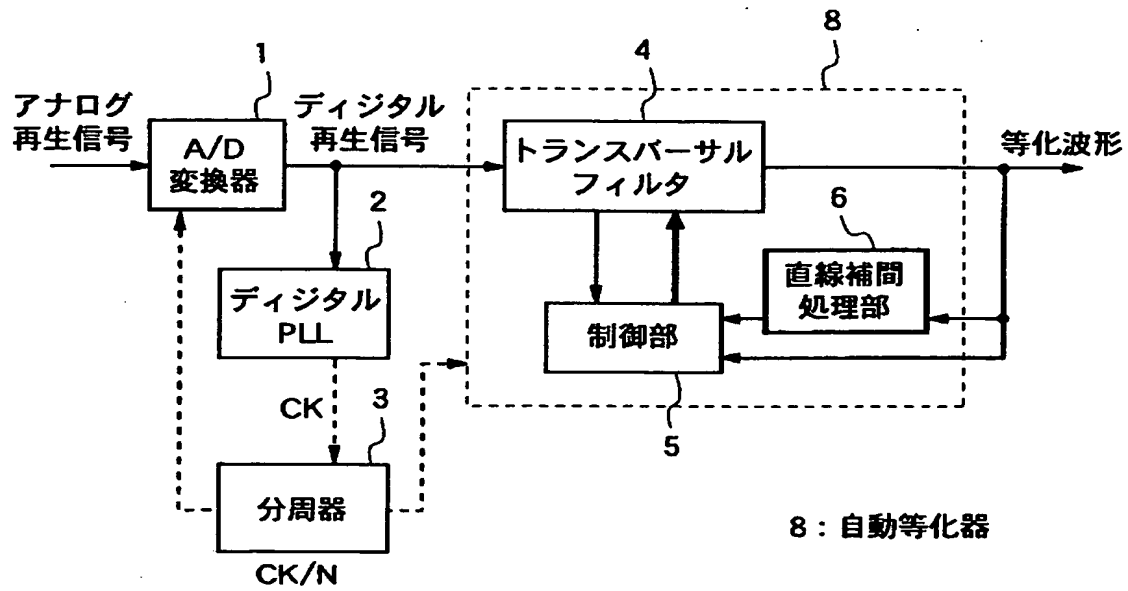 アナログ
再生信号
1
A/D
変換器
ディジタル
再生信号
2
ディジタル
PLL
CK
3
分周器
CK/N
4
トランスバーサル
フィルタ
8
等化波形
6
直線補間
処理部
制御部
5
8:自動等化器